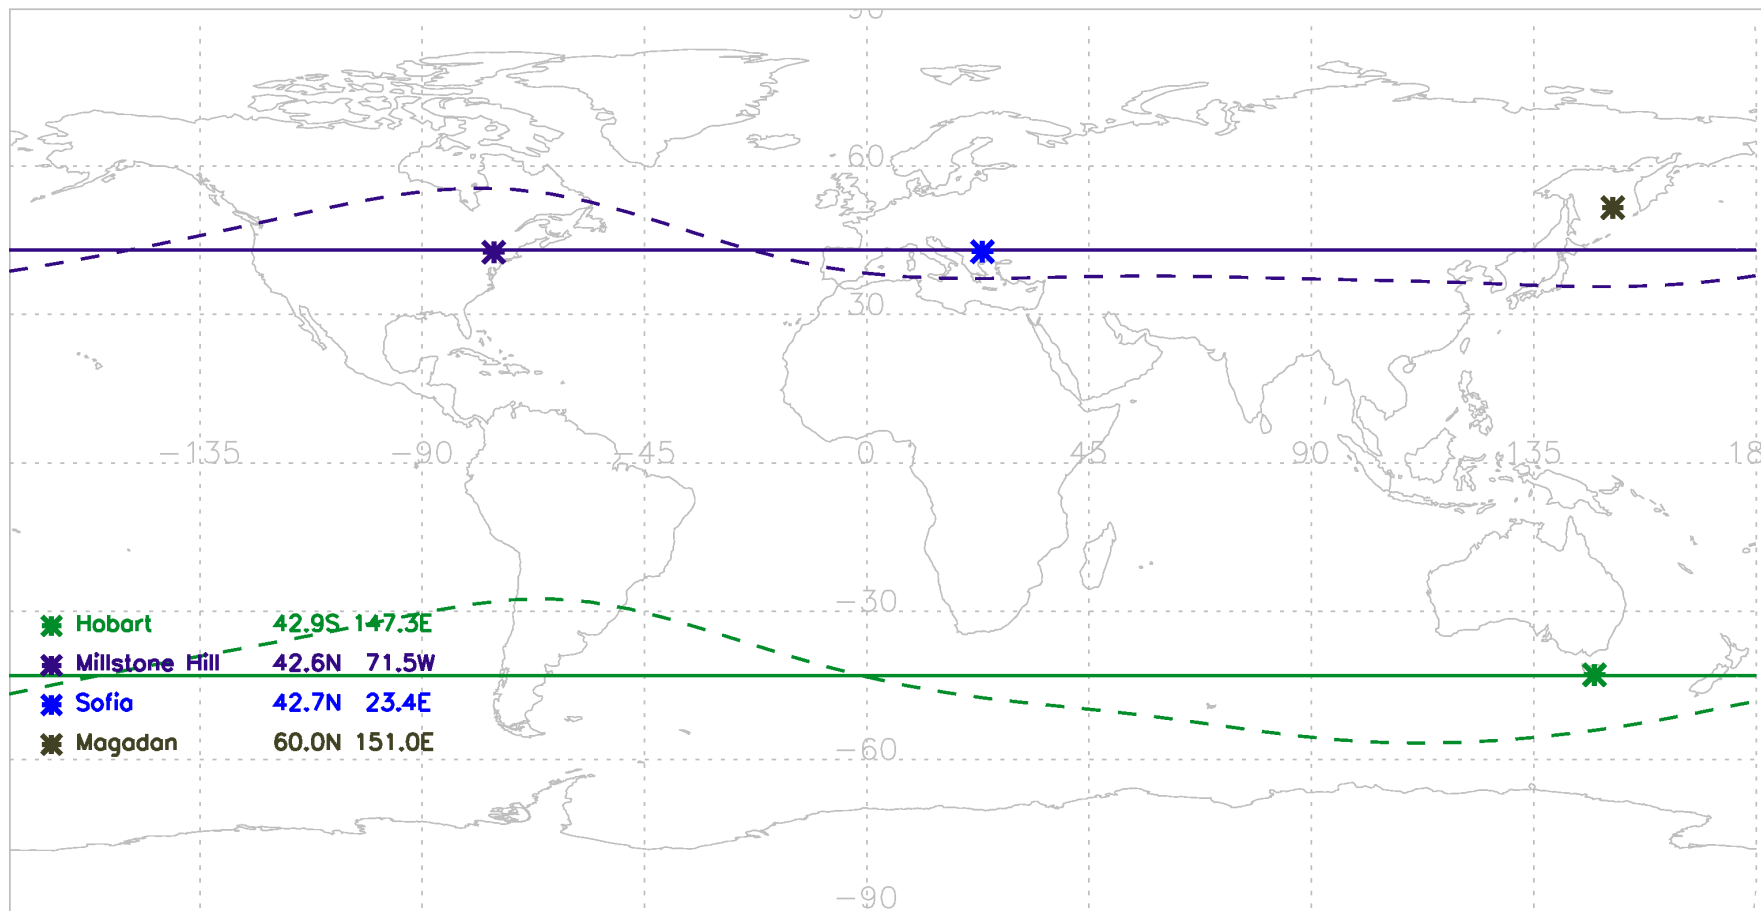 90
60
30
−135 −90 −45 0 45 90 135 18
−30
Hobart 42.9S 147.3E
Millstone Hill 42.6N 71.5W
Sofia 42.7N 23.4E
Magadan 60.0N 151.0E
−60
−90